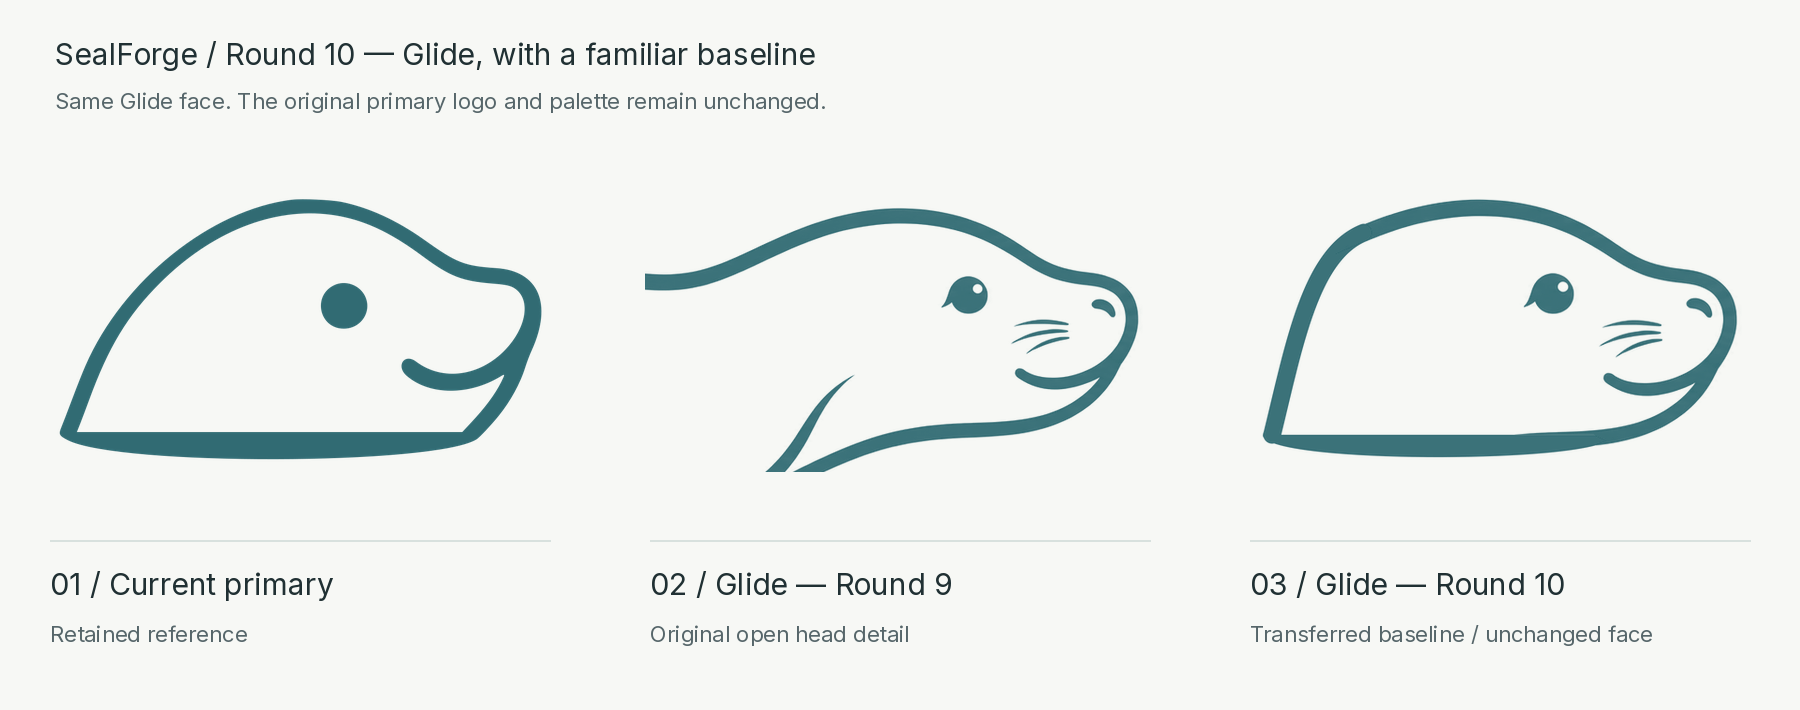 SealForge / Round 10 — Glide, with a familiar baseline
Same Glide face. The original primary logo and palette remain unchanged.
01 / Current primary
Retained reference
02 / Glide — Round 9
Original open head detail
03 / Glide — Round 10
Transferred baseline / unchanged face